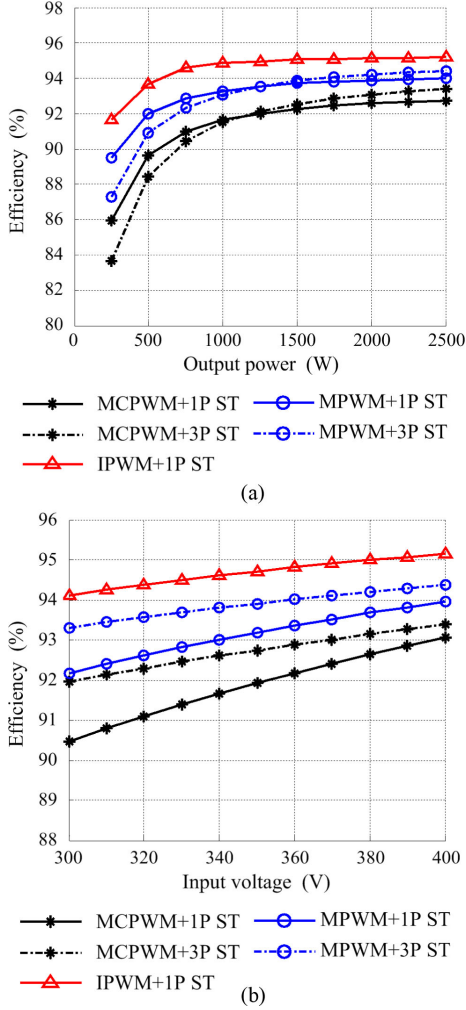 (a)
98
96
94
92
90
88
86
84
82
80
Efficiency (%)
0 500 1000 1500 2000 2500
Output power (W)
MCPWM+1P ST MPWM+1P ST
MCPWM+3P ST MPWM+3P ST
IPWM+1P ST
(a)
96
95
94
93
92
91
90
89
88
Efficiency (%)
300 320 340 360 380 400
Input voltage (V)
MCPWM+1P ST MPWM+1P ST
MCPWM+3P ST MPWM+3P ST
IPWM+1P ST
(b)